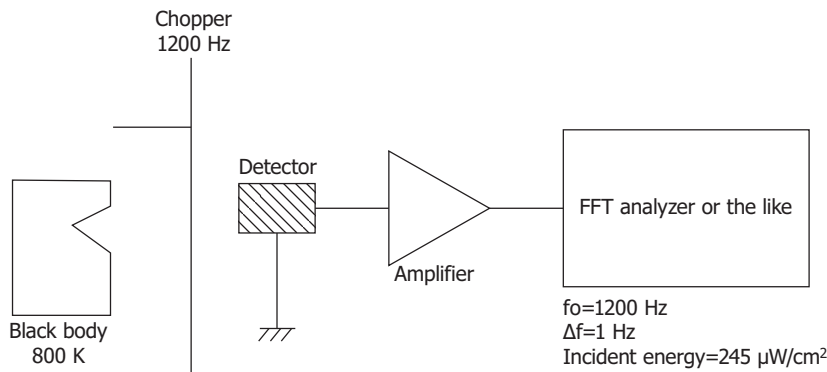 Chopper
1200 Hz
Detector
FFT analyzer or the like
Amplifier
Black body
800 K
fo=1200 Hz
Δf=1 Hz
Incident energy=245 μW/cm²